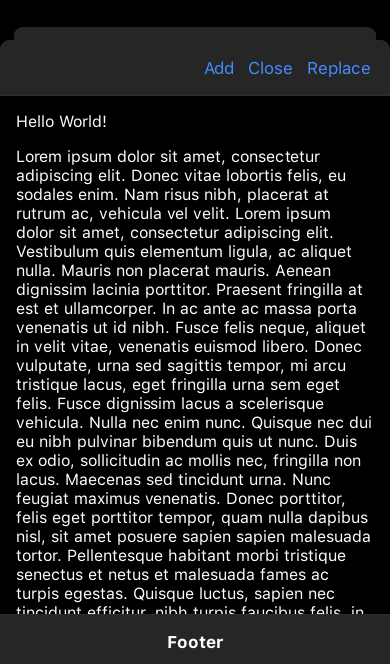 Add Close Replace
Hello World!
Lorem ipsum dolor sit amet, consectetur
adipiscing elit. Donec vitae lobortis felis, eu
sodales enim. Nam risus nibh, placerat at
rutrum ac, vehicula vel velit. Lorem ipsum
dolor sit amet, consectetur adipiscing elit.
Vestibulum quis elementum ligula, ac aliquet
nulla. Mauris non placerat mauris. Aenean
dignissim lacinia porttitor. Praesent fringilla at
est et ullamcorper. In ac ante ac massa porta
venenatis ut id nibh. Fusce felis neque, aliquet
in velit vitae, venenatis euismod libero. Donec
vulputate, urna sed sagittis tempor, mi arcu
tristique lacus, eget fringilla urna sem eget
felis. Fusce dignissim lacus a scelerisque
vehicula. Nulla nec enim nunc. Quisque nec dui
eu nibh pulvinar bibendum quis ut nunc. Duis
ex odio, sollicitudin ac mollis nec, fringilla non
lacus. Maecenas sed tincidunt urna. Nunc
feugiat maximus venenatis. Donec porttitor,
felis eget porttitor tempor, quam nulla dapibus
nisl, sit amet posuere sapien sapien malesuada
tortor. Pellentesque habitant morbi tristique
senectus et netus et malesuada fames ac
turpis egestas. Quisque luctus, sapien nec
tincidunt efficitur, nibh turpis faucibus felis, in
Footer